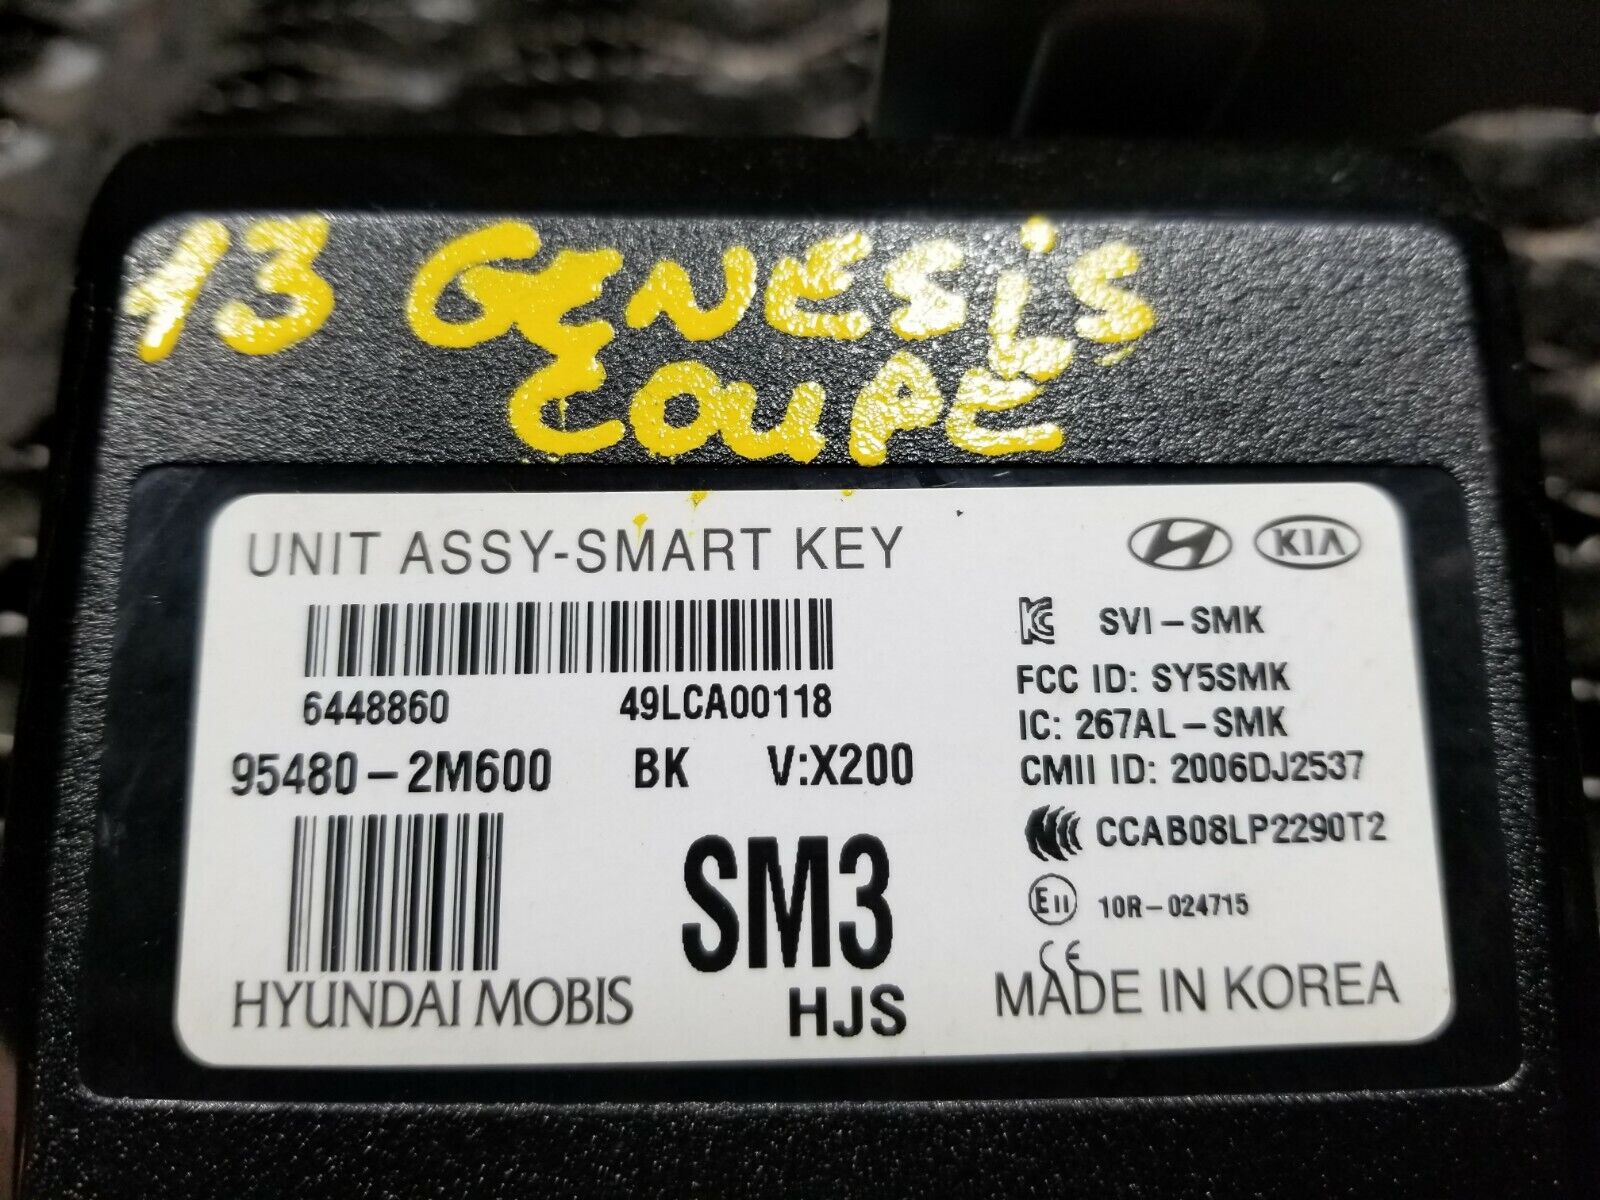 13 GENESiS
COUPE
UNIT ASSY-SMART KEY
KIA
6448860 49LCA00118
95480-2M600 BK V:X200
SM3
HJS
HYUNDAI MOBIS
SVI-SMK
FCC ID: SY5SMK
IC: 267AL-SMK
CMII ID: 2006DJ2537
CCAB08LP2290T2
E11 10R-024715
CE
MADE IN KOREA